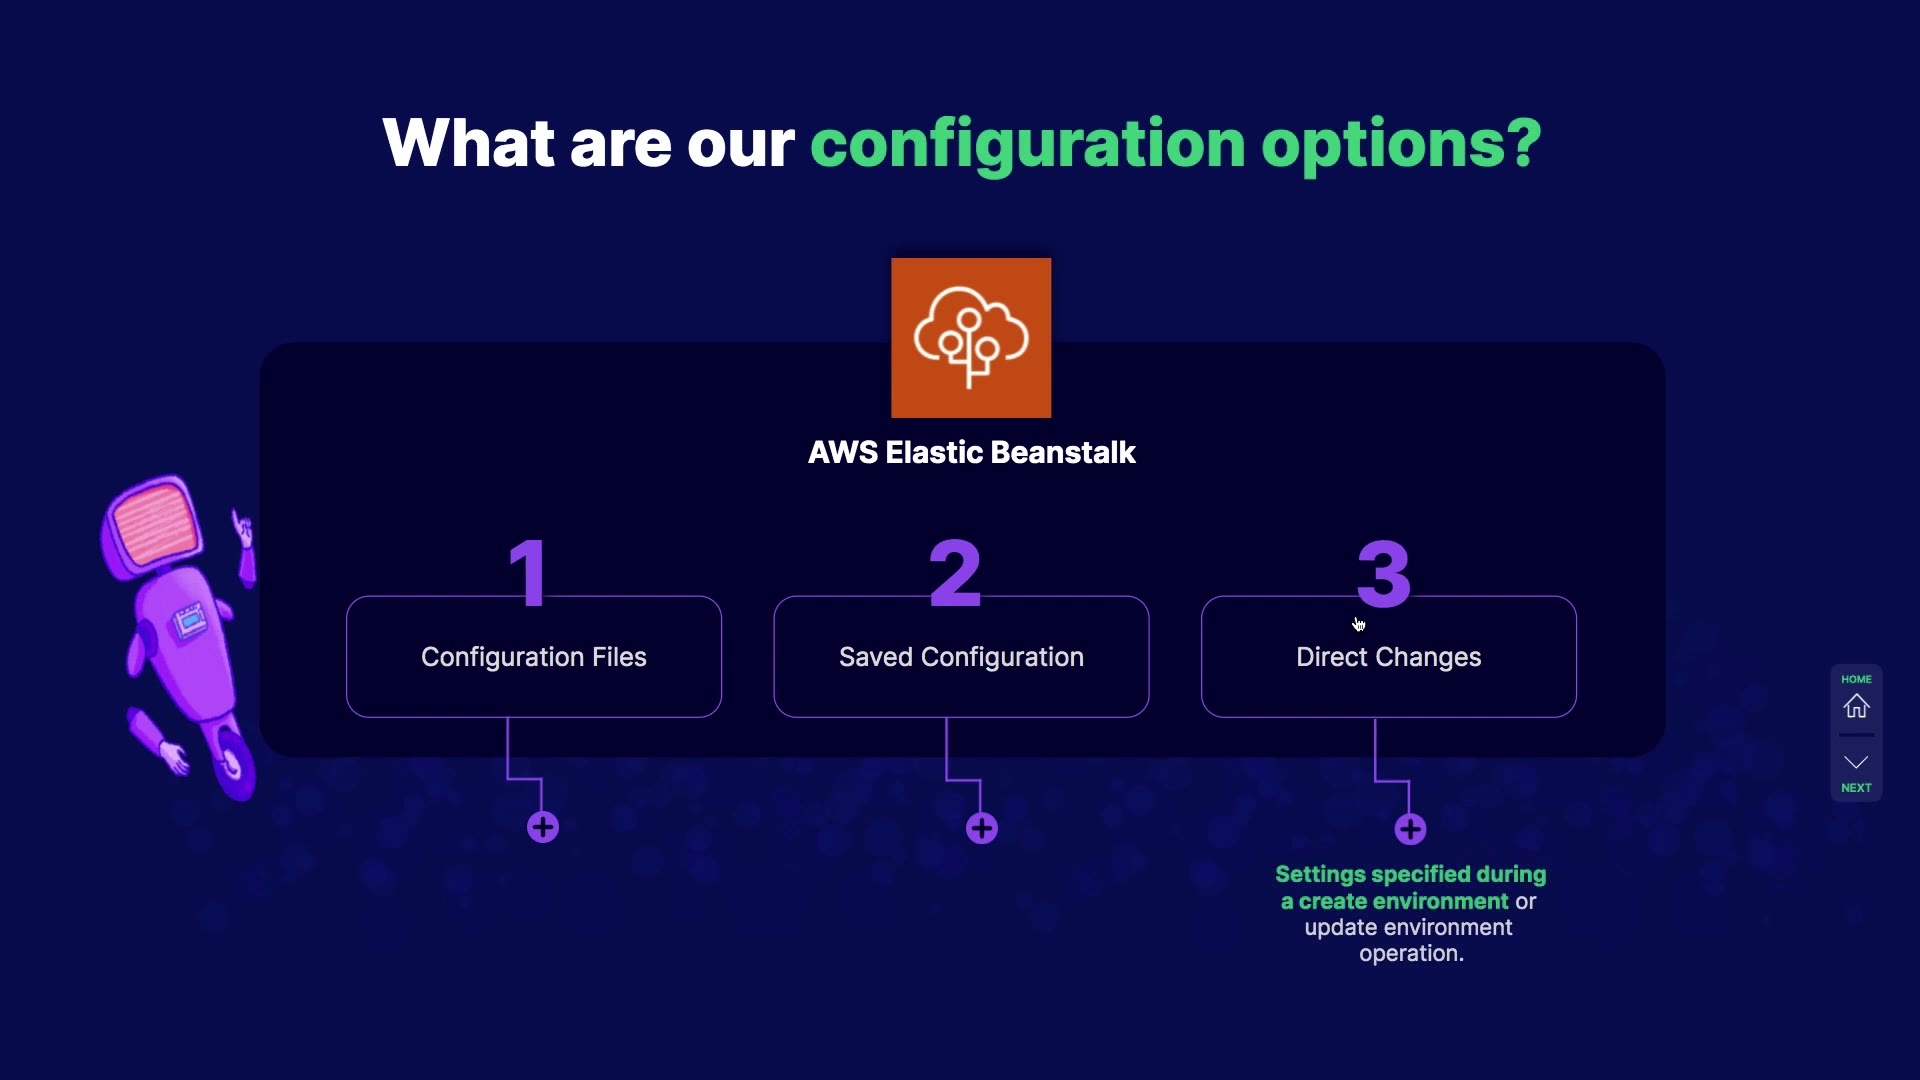 What are our configuration options?
AWS Elastic Beanstalk
1
2
3
Configuration Files
Saved Configuration
Direct Changes
HOME
NEXT
Settings specified during
a create environment or
update environment
operation.